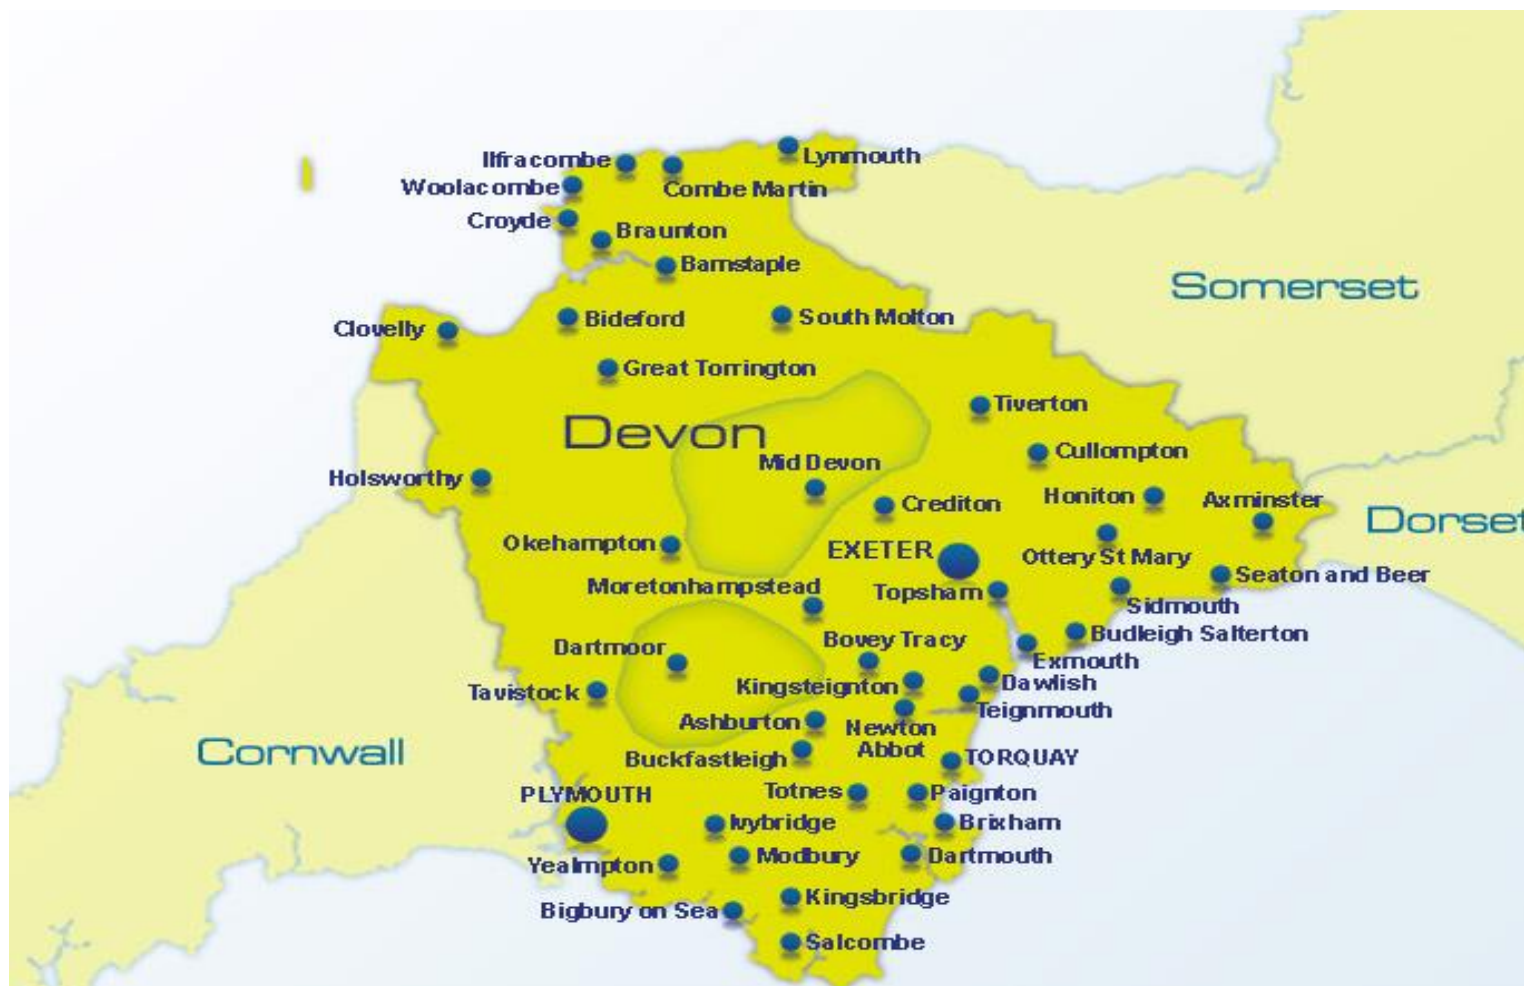 Ilfracombe
Lynmouth
Woolacombe
Combe Martin
Croyde
Braunton
Barnstaple
Somerset
Clovelly
Bideford
South Molton
Great Torrington
Tiverton
Devon
Cullompton
Mid Devon
Holsworthy
Honiton
Axminster
Crediton
Dorset
Okehampton
EXETER
Ottery St Mary
Seaton and Beer
Moretonhampstead
Topsham
Sidmouth
Budleigh Salterton
Bovey Tracy
Dartmoor
Exmouth
Kingsteignton
Dawlish
Tavistock
Teignmouth
Ashburton
Newton
Abbot
Cornwall
Buckfastleigh
TORQUAY
PLYMOUTH
Totnes
Paignton
Ivybridge
Brixham
Yealmpton
Modbury
Dartmouth
Kingsbridge
Bigbury on Sea
Salcombe